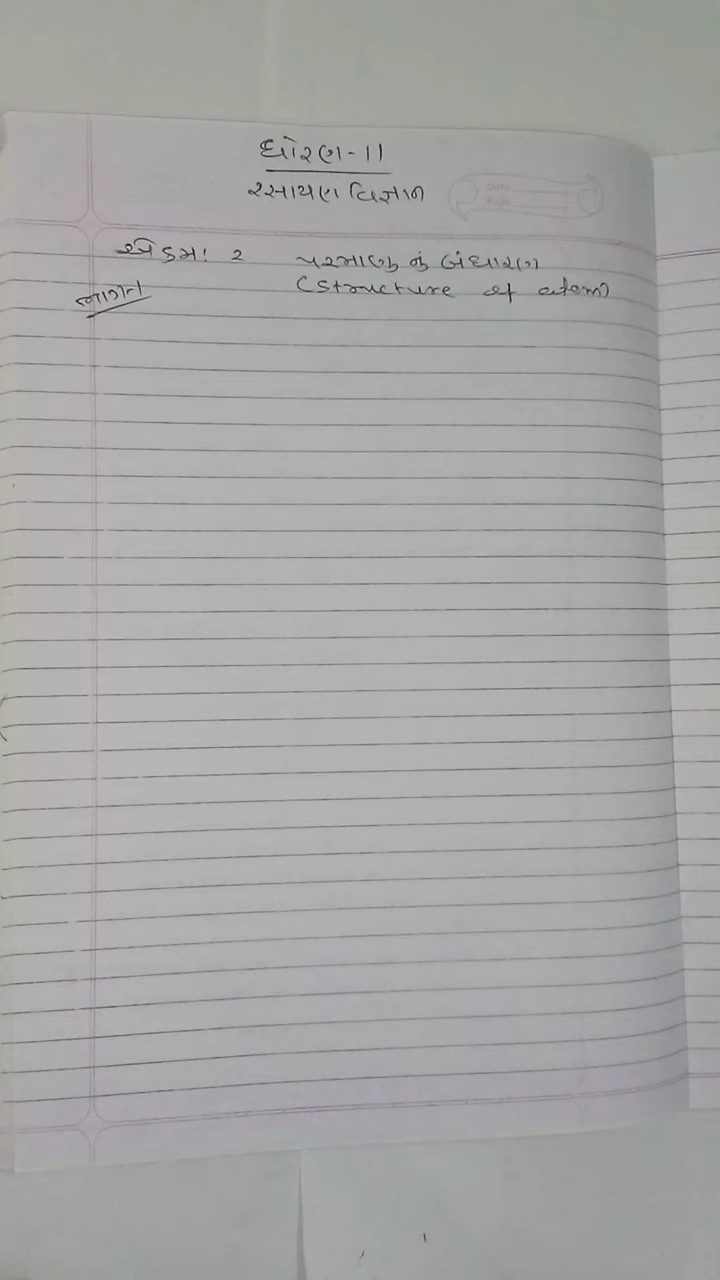 ધોરણ-11
રસાયણ વિજ્ઞાન
એકમ: 2 પરમાણુ નું બંધારણ
(Structure of atom)